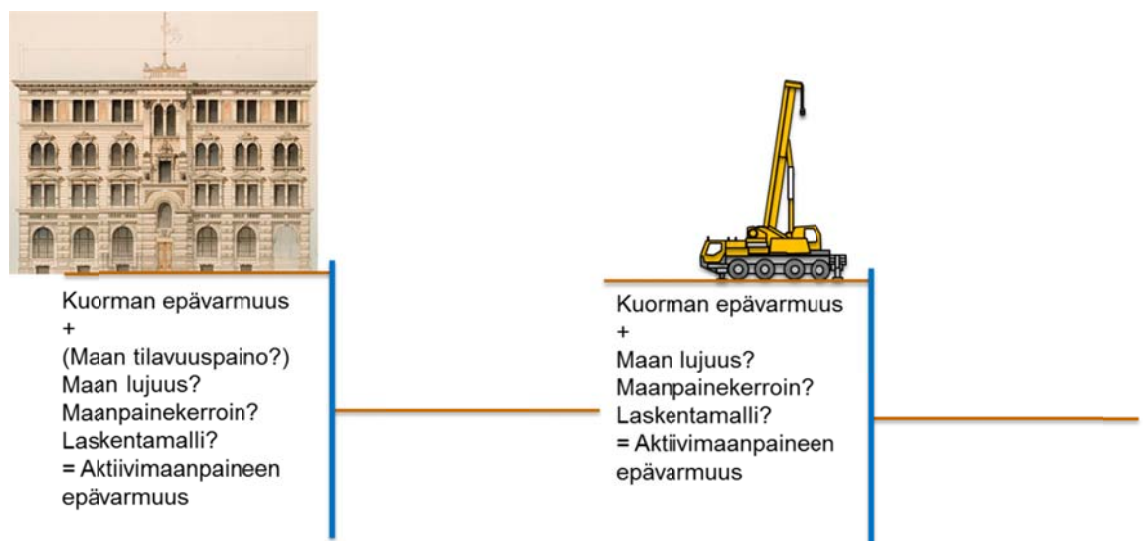 Kuorman epävarmuus
+
(Maan tilavuuspaino?)
Maan lujuus?
Maanpainekerroin?
Laskentamalli?
= Aktiivimaanpaineen
epävarmuus
Kuorman epävarmuus
+
Maan lujuus?
Maanpainekerroin?
Laskentamalli?
= Aktiivimaanpaineen
epävarmuus